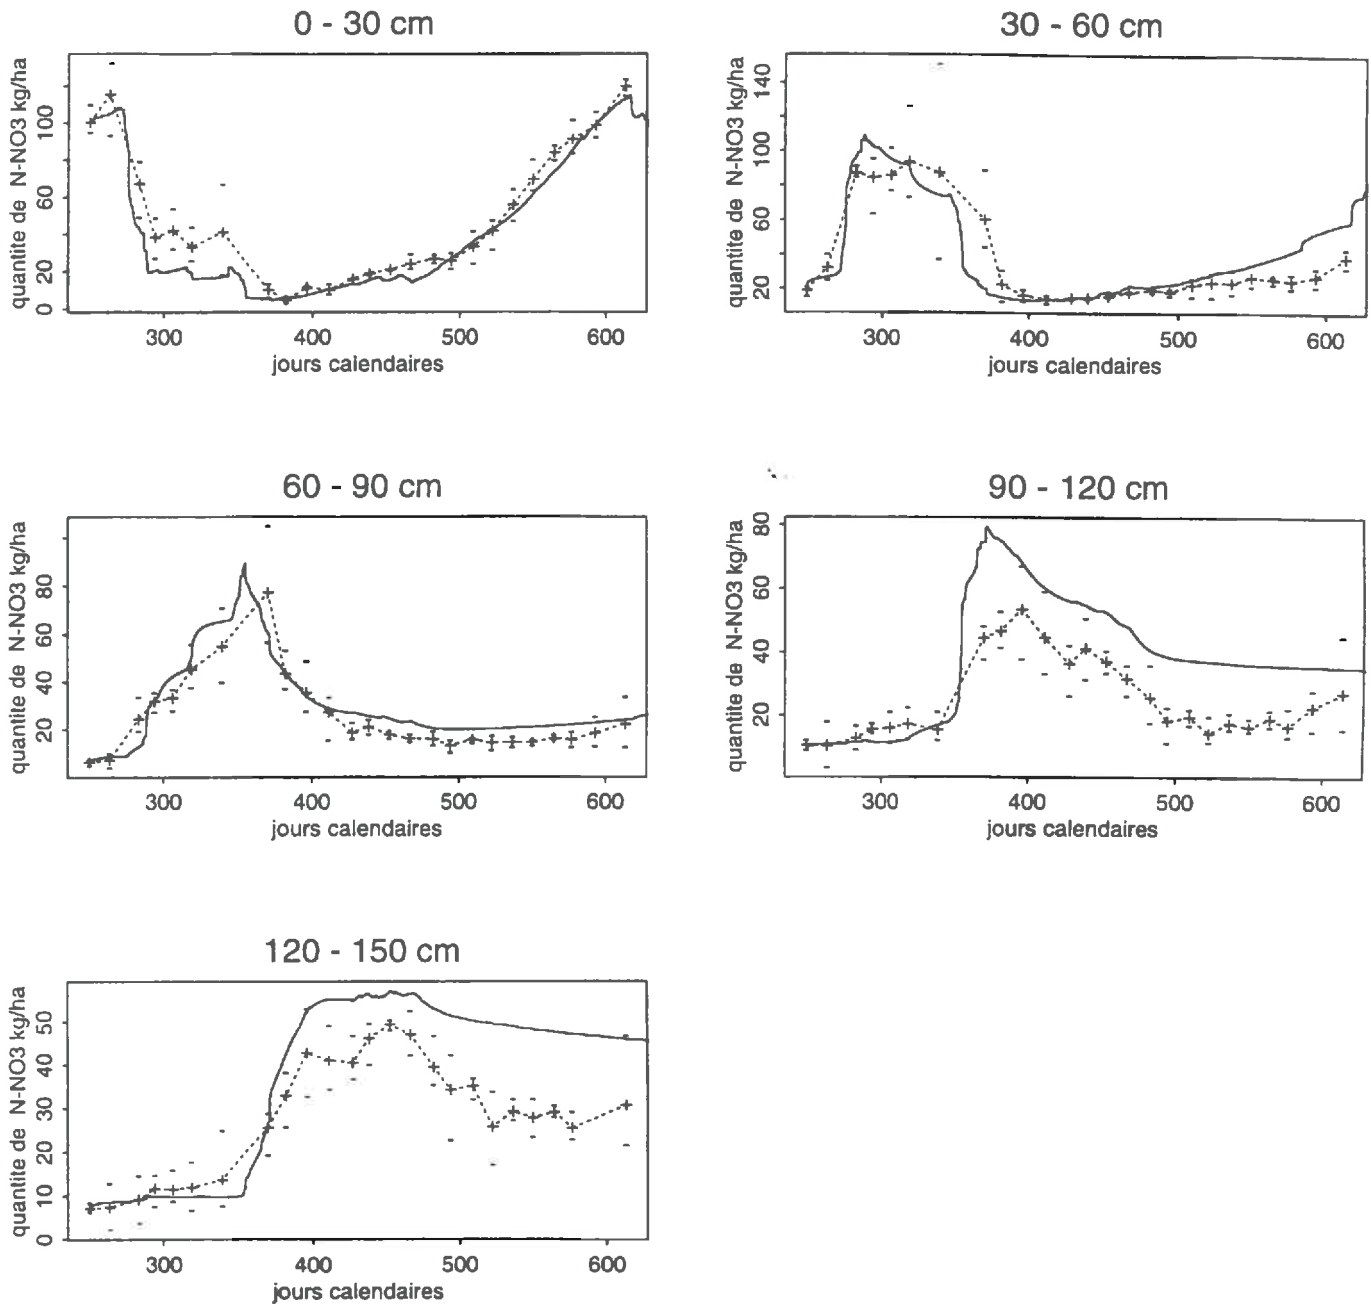 0 - 30 cm
quantite de N-NO3 kg/ha
0 20 60 100
300 400 500 600
jours calendaires
30 - 60 cm
quantite de N-NO3 kg/ha
20 60 100 140
300 400 500 600
jours calendaires
60 - 90 cm
quantite de N-NO3 kg/ha
20 40 60 80
300 400 500 600
jours calendaires
90 - 120 cm
quantite de N-NO3 kg/ha
20 40 60 80
300 400 500 600
jours calendaires
120 - 150 cm
quantite de N-NO3 kg/ha
0 10 20 30 40 50
300 400 500 600
jours calendaires